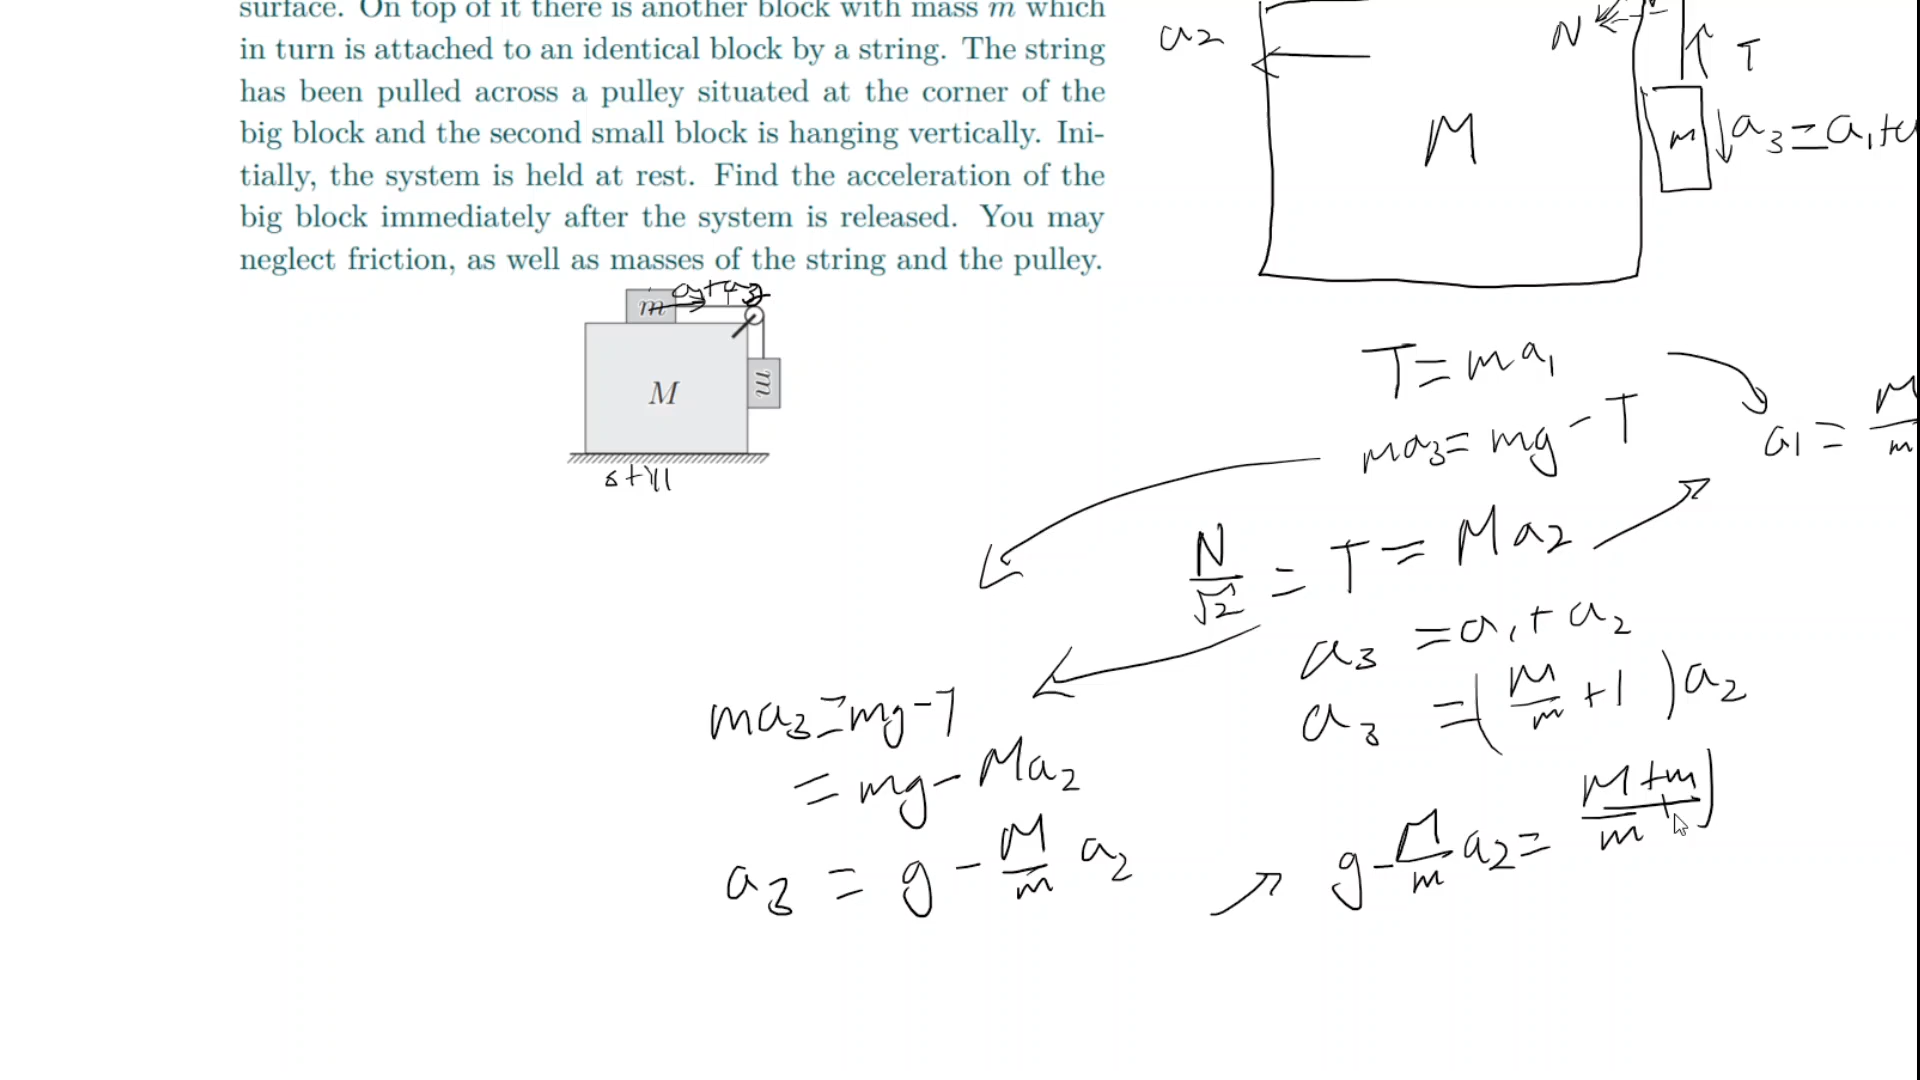 surface. On top of it there is another block with mass m which
in turn is attached to an identical block by a string. The string
has been pulled across a pulley situated at the corner of the
big block and the second small block is hanging vertically. Ini-
tially, the system is held at rest. Find the acceleration of the
big block immediately after the system is released. You may
neglect friction, as well as masses of the string and the pulley.
m
M
m
still
a2
N
T
M
m
a3=a1+
T=ma1
ma3=mg-T
a1=
N/√2=T=Ma2
a3=a1+a2
a3=(M/m+1)a2
ma3=mg-T
=mg-Ma2
a3=g-M/m a2
g-M/m a2=M+m/m